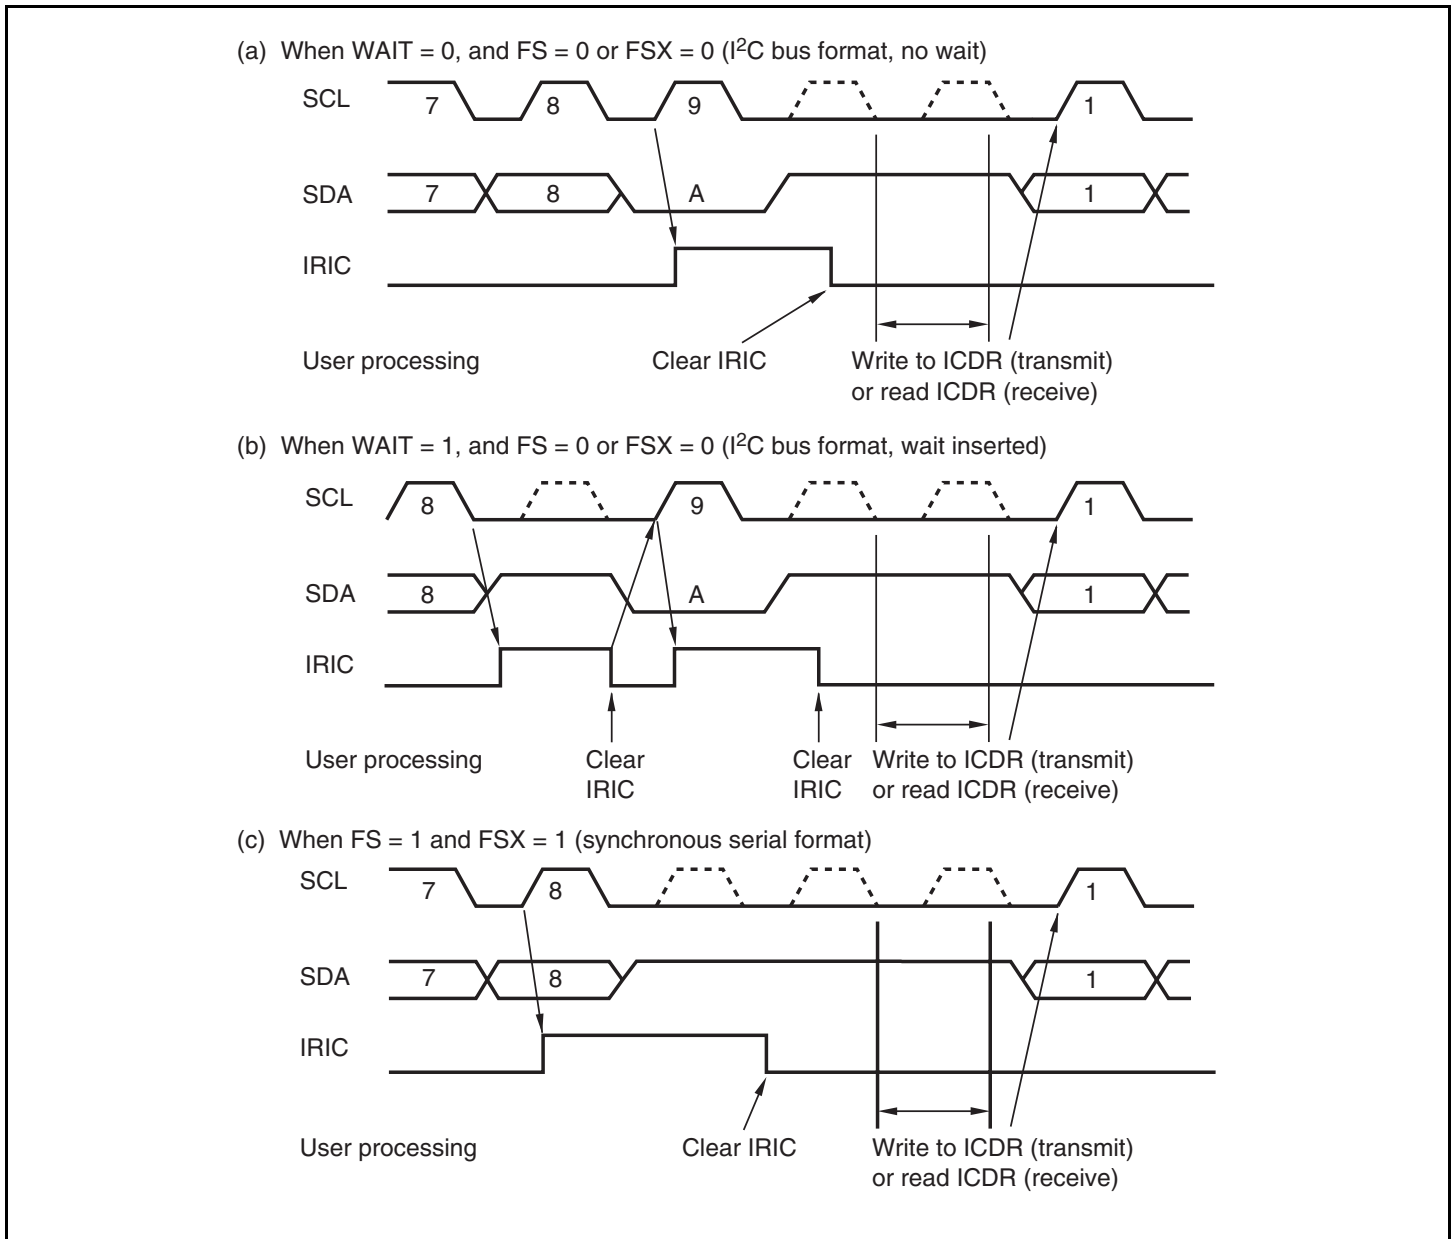 (a) When WAIT = 0, and FS = 0 or FSX = 0 (I²C bus format, no wait)
SCL 7 8 9 1
SDA 7 8 A 1
IRIC
User processing Clear IRIC Write to ICDR (transmit)
or read ICDR (receive)
(b) When WAIT = 1, and FS = 0 or FSX = 0 (I²C bus format, wait inserted)
SCL 8 9 1
SDA 8 A 1
IRIC
User processing Clear Clear Write to ICDR (transmit)
IRIC IRIC or read ICDR (receive)
(c) When FS = 1 and FSX = 1 (synchronous serial format)
SCL 7 8 1
SDA 7 8 1
IRIC
User processing Clear IRIC Write to ICDR (transmit)
or read ICDR (receive)